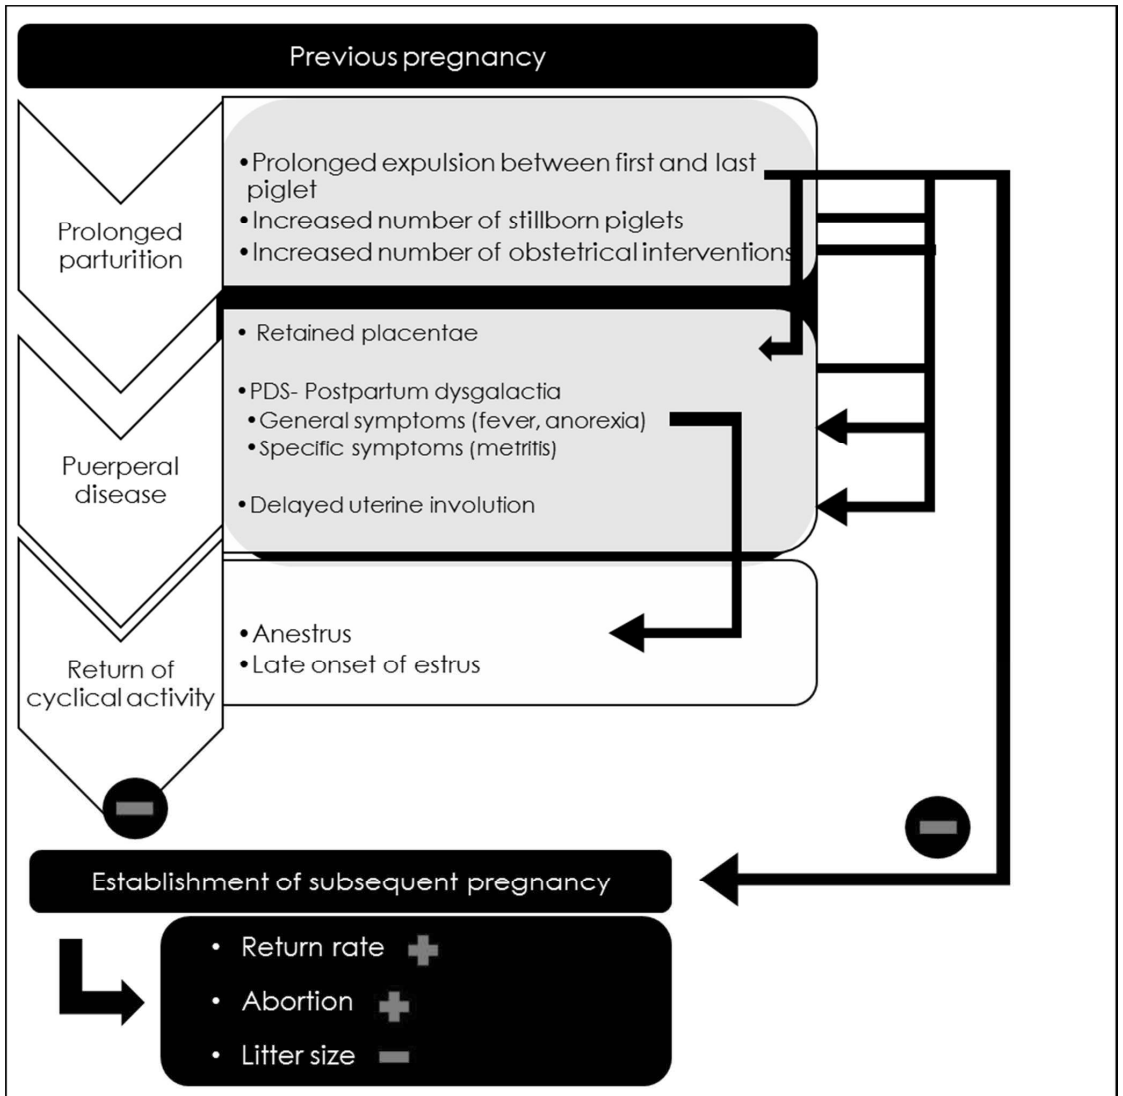 Previous pregnancy
Prolonged
parturition
•Prolonged expulsion between first and last
piglet
•Increased number of stillborn piglets
•Increased number of obstetrical interventions
Puerperal
disease
• Retained placentae
•PDS- Postpartum dysgalactia
•General symptoms (fever, anorexia)
•Specific symptoms (metritis)
•Delayed uterine involution
Return of
cyclical activity
•Anestrus
•Late onset of estrus
Establishment of subsequent pregnancy
• Return rate
• Abortion
• Litter size